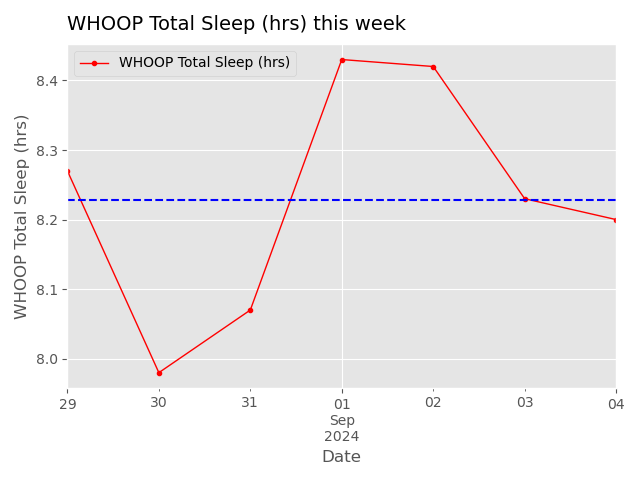 WHOOP Total Sleep (hrs) this week
WHOOP Total Sleep (hrs)
WHOOP Total Sleep (hrs)
8.4
8.3
8.2
8.1
8.0
29 30 31 01 02 03 04
Sep
2024
Date